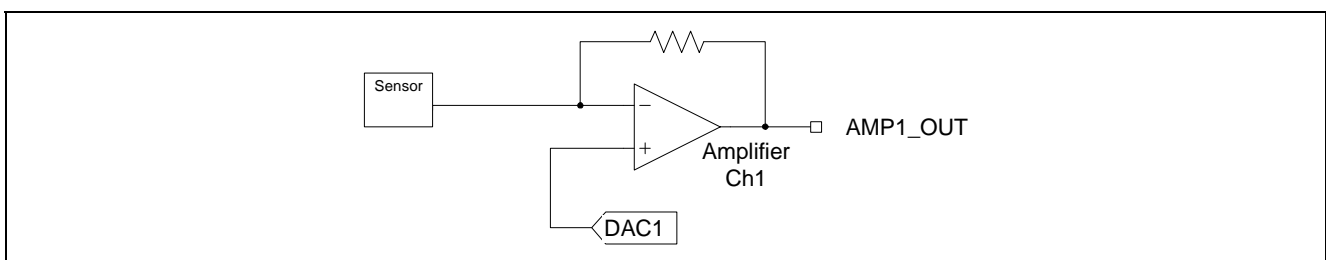 Sensor
−
+
Amplifier
Ch1
AMP1_OUT
DAC1